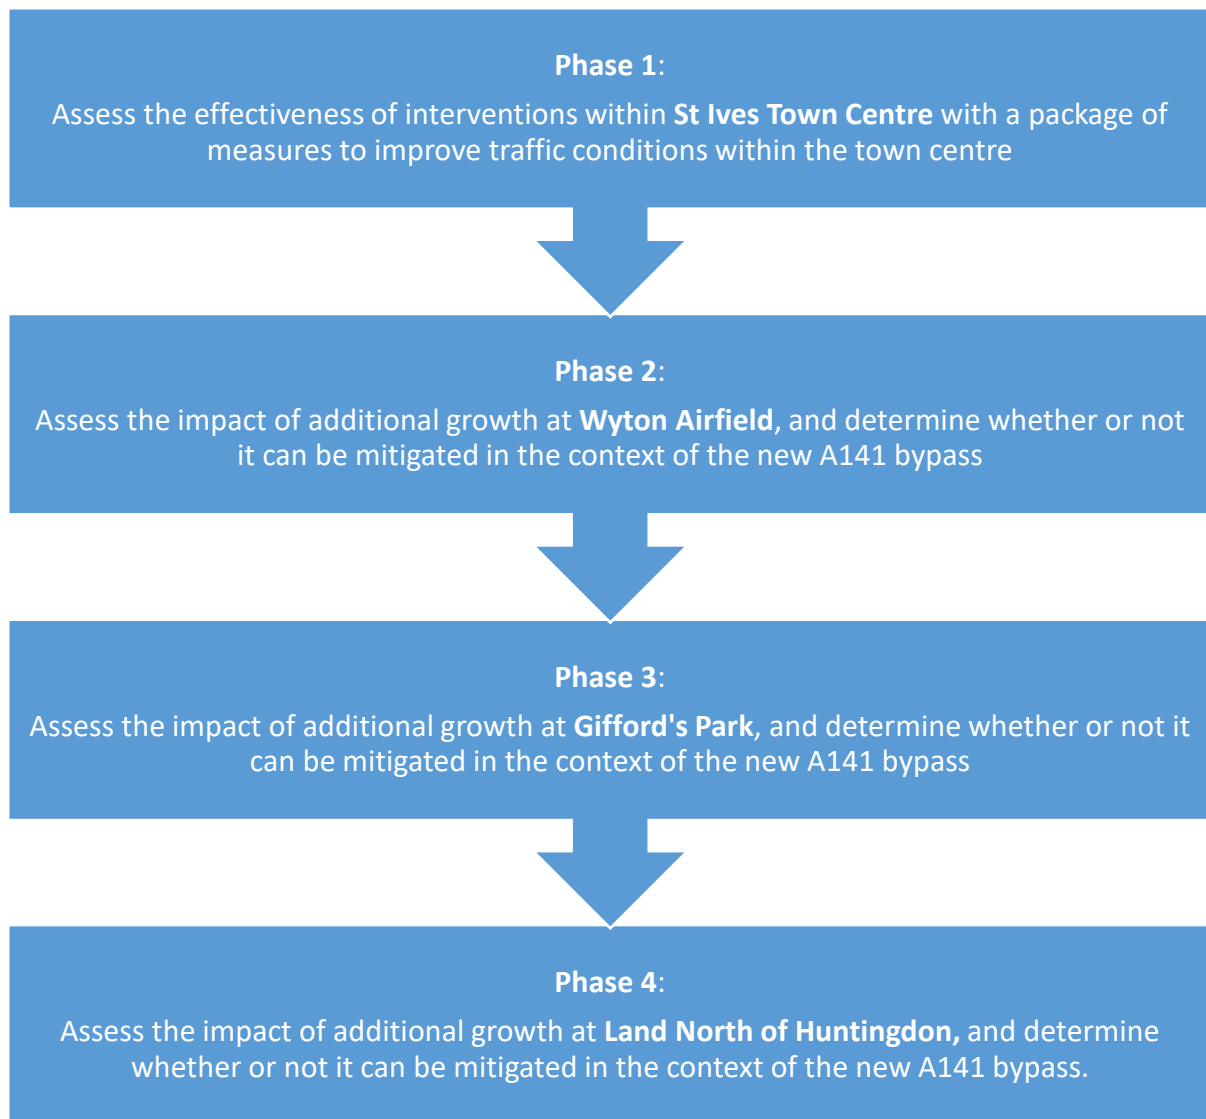 Phase 1:
Assess the effectiveness of interventions within St Ives Town Centre with a package of
measures to improve traffic conditions within the town centre
Phase 2:
Assess the impact of additional growth at Wyton Airfield, and determine whether or not
it can be mitigated in the context of the new A141 bypass
Phase 3:
Assess the impact of additional growth at Gifford's Park, and determine whether or not it
can be mitigated in the context of the new A141 bypass
Phase 4:
Assess the impact of additional growth at Land North of Huntingdon, and determine
whether or not it can be mitigated in the context of the new A141 bypass.